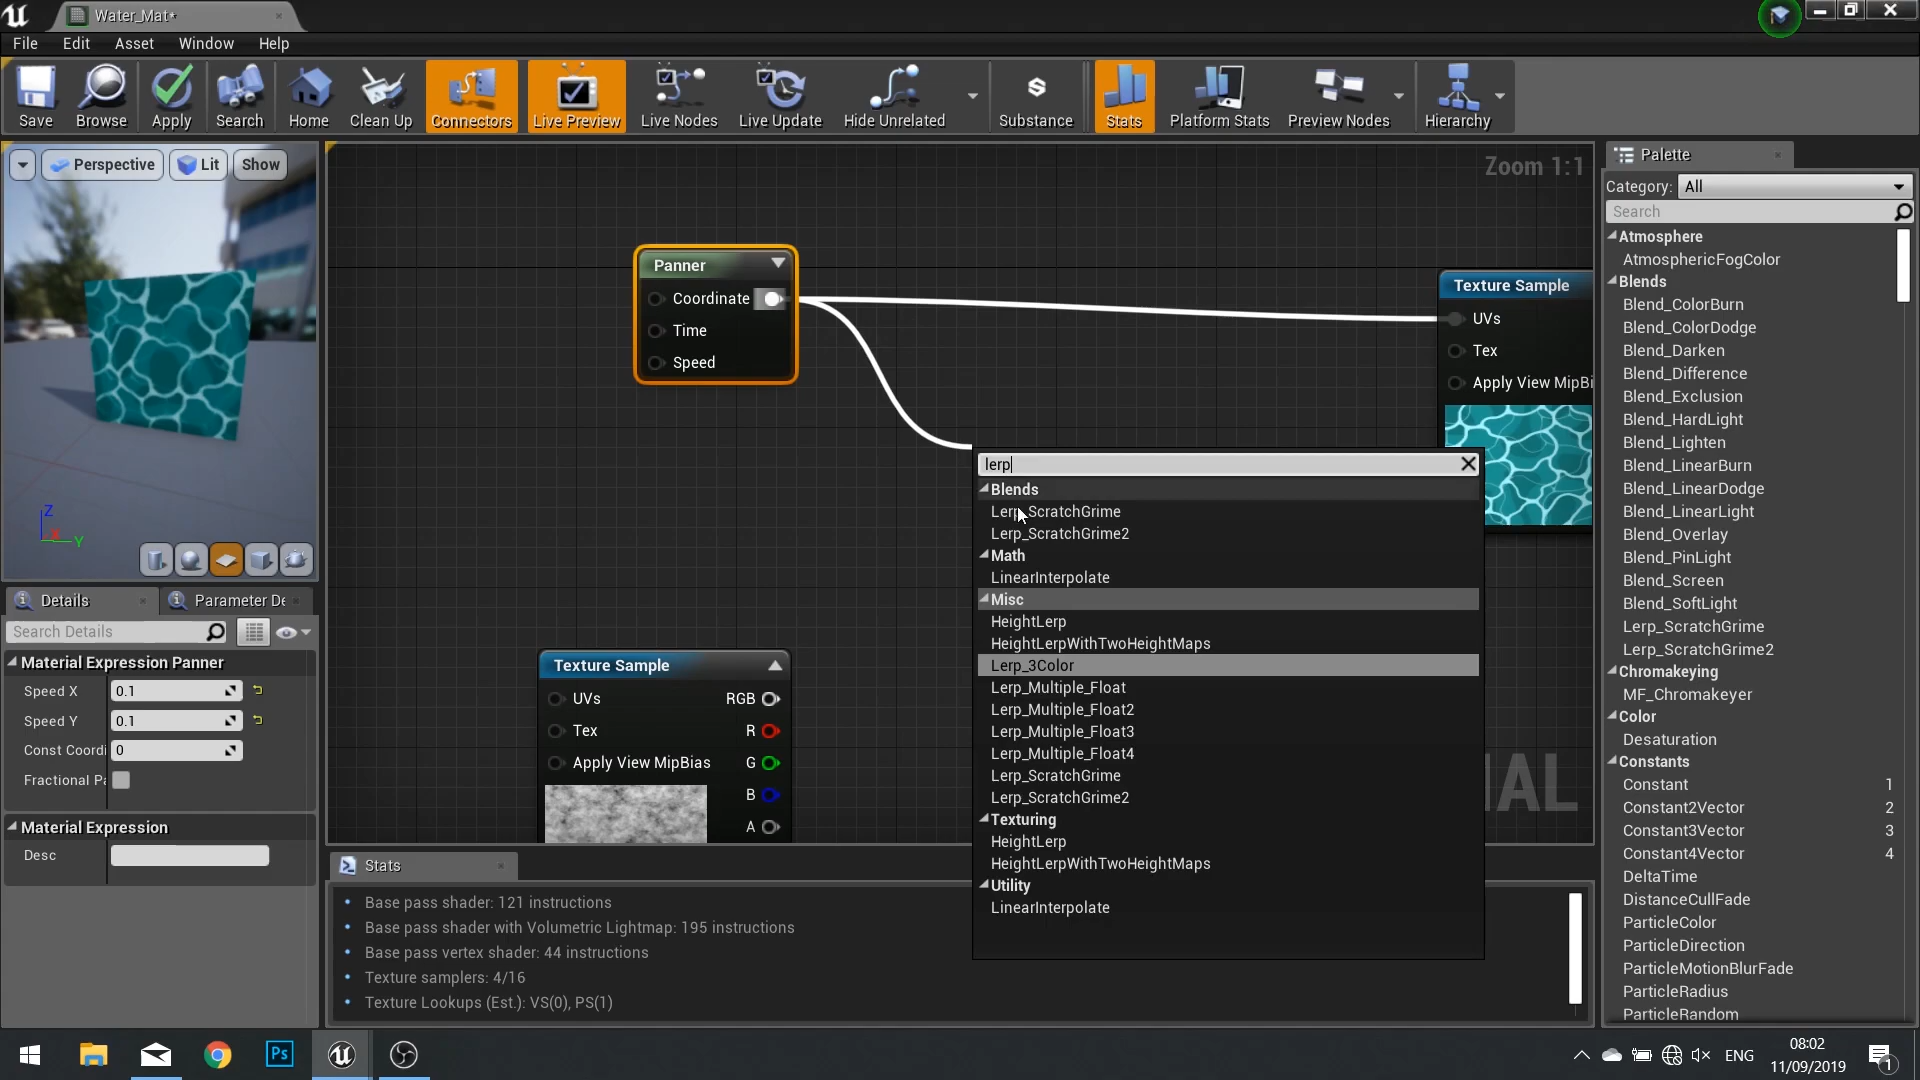 Water_Mat*
File Edit Asset Window Help
Save Browse Apply Search Home Clean Up Connectors Live Preview Live Nodes Live Update Hide Unrelated Substance Stats Platform Stats Preview Nodes Hierarchy
Perspective Lit Show
Z
X
Y
Details Parameter De
Search Details
Material Expression Panner
Speed X 0.1
Speed Y 0.1
Const Coordi 0
Fractional Pa
Material Expression
Desc
Zoom 1:1
Panner
Coordinate
Time
Speed
Texture Sample
UVs
Tex
Apply View MipBi
Texture Sample
UVs RGB
Tex R
Apply View MipBias G
B
A
lerp
Blends
Lerp_ScratchGrime
Lerp_ScratchGrime2
Math
LinearInterpolate
Misc
HeightLerp
HeightLerpWithTwoHeightMaps
Lerp_3Color
Lerp_Multiple_Float
Lerp_Multiple_Float2
Lerp_Multiple_Float3
Lerp_Multiple_Float4
Lerp_ScratchGrime
Lerp_ScratchGrime2
Texturing
HeightLerp
HeightLerpWithTwoHeightMaps
Utility
LinearInterpolate
IAL
Stats
• Base pass shader: 121 instructions
• Base pass shader with Volumetric Lightmap: 195 instructions
• Base pass vertex shader: 44 instructions
• Texture samplers: 4/16
• Texture Lookups (Est.): VS(0), PS(1)
Palette
Category: All
Search
Atmosphere
AtmosphericFogColor
Blends
Blend_ColorBurn
Blend_ColorDodge
Blend_Darken
Blend_Difference
Blend_Exclusion
Blend_HardLight
Blend_Lighten
Blend_LinearBurn
Blend_LinearDodge
Blend_LinearLight
Blend_Overlay
Blend_PinLight
Blend_Screen
Blend_SoftLight
Lerp_ScratchGrime
Lerp_ScratchGrime2
Chromakeying
MF_Chromakeyer
Color
Desaturation
Constants
Constant 1
Constant2Vector 2
Constant3Vector 3
Constant4Vector 4
DeltaTime
DistanceCullFade
ParticleColor
ParticleDirection
ParticleMotionBlurFade
ParticleRadius
ParticleRandom
Ps
ENG
08:02
11/09/2019
1